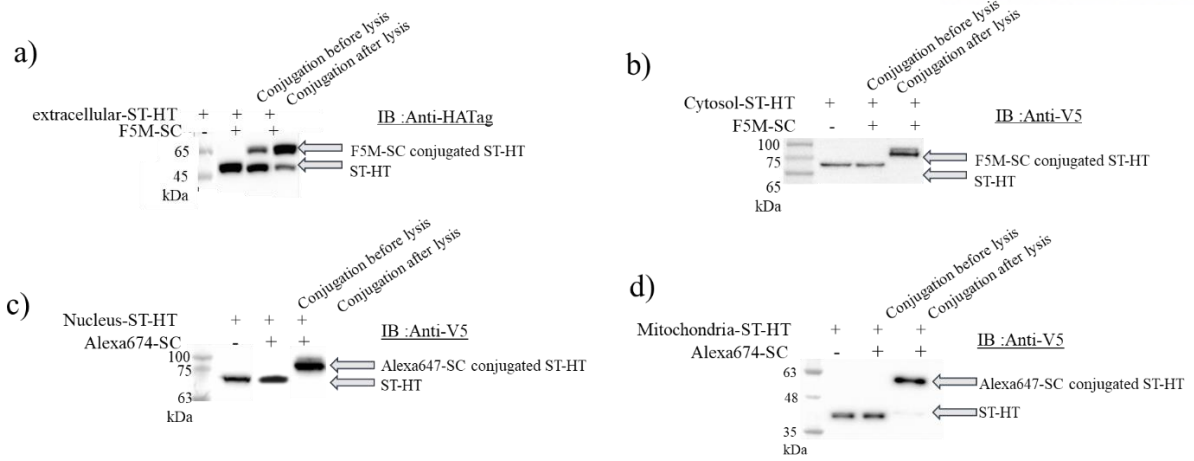 a)
Conjugation before lysis
Conjugation after lysis
extracellular-ST-HT + + +
F5M-SC - + +
IB :Anti-HATag
65
F5M-SC conjugated ST-HT
45
ST-HT
kDa
b)
Conjugation before lysis
Conjugation after lysis
Cytosol-ST-HT + + +
F5M-SC - + +
IB :Anti-V5
100
75
F5M-SC conjugated ST-HT
65
ST-HT
kDa
c)
Conjugation before lysis
Conjugation after lysis
Nucleus-ST-HT + + +
Alexa674-SC - + +
IB :Anti-V5
100
75
Alexa647-SC conjugated ST-HT
ST-HT
63
kDa
d)
Conjugation before lysis
Conjugation after lysis
Mitochondria-ST-HT + + +
Alexa674-SC - + +
IB :Anti-V5
63
Alexa647-SC conjugated ST-HT
48
ST-HT
35
kDa